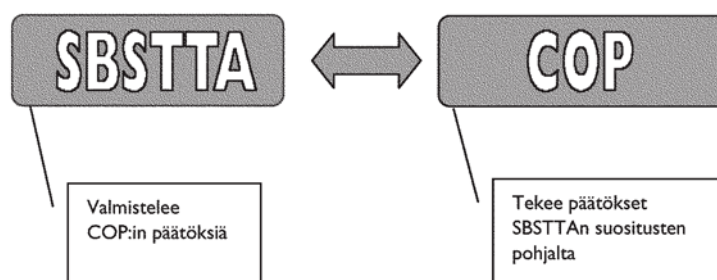 SBSTTA
COP
Valmistelee
COP:in päätöksiä
Tekee päätökset
SBSTTAn suositusten
pohjalta